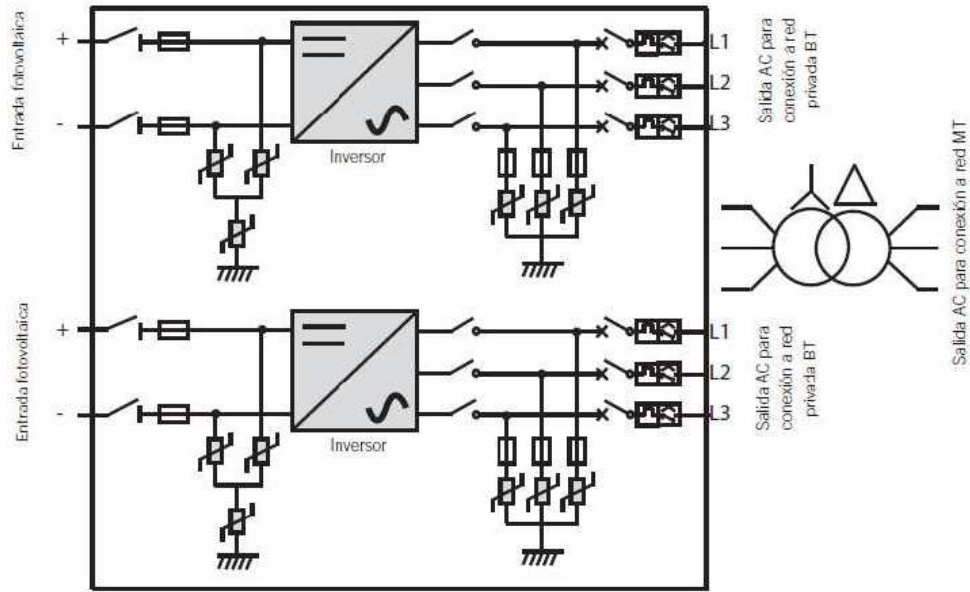 Entrada fotovoltaica
+
-
Inversor
L1
L2
L3
Salida AC para
conexión a red
privada BT
Entrada fotovoltaica
+
-
Inversor
L1
L2
L3
Salida AC para
conexión a red
privada BT
Salida AC para conexión a red MT